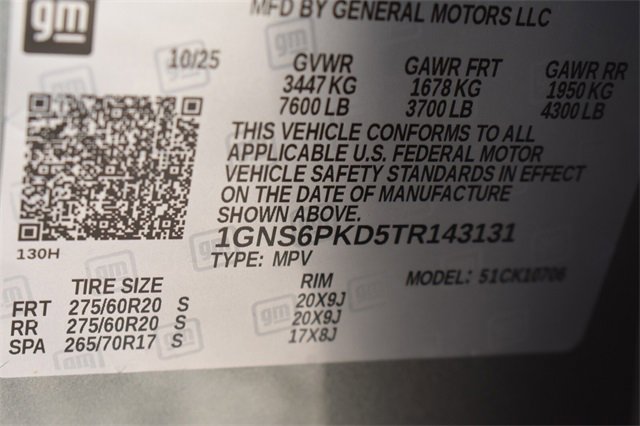 gm
MFD BY GENERAL MOTORS LLC
10/25 GVWR GAWR FRT GAWR RR
3447 KG 1678 KG 1950 KG
7600 LB 3700 LB 4300 LB
THIS VEHICLE CONFORMS TO ALL
APPLICABLE U.S. FEDERAL MOTOR
VEHICLE SAFETY STANDARDS IN EFFECT
ON THE DATE OF MANUFACTURE
SHOWN ABOVE.
1GNS6PKD5TR143131
130H
TYPE: MPV MODEL: 51CK10706
TIRE SIZE RIM
FRT 275/60R20 S 20X9J
RR 275/60R20 S 20X9J
SPA 265/70R17 S 17X8J